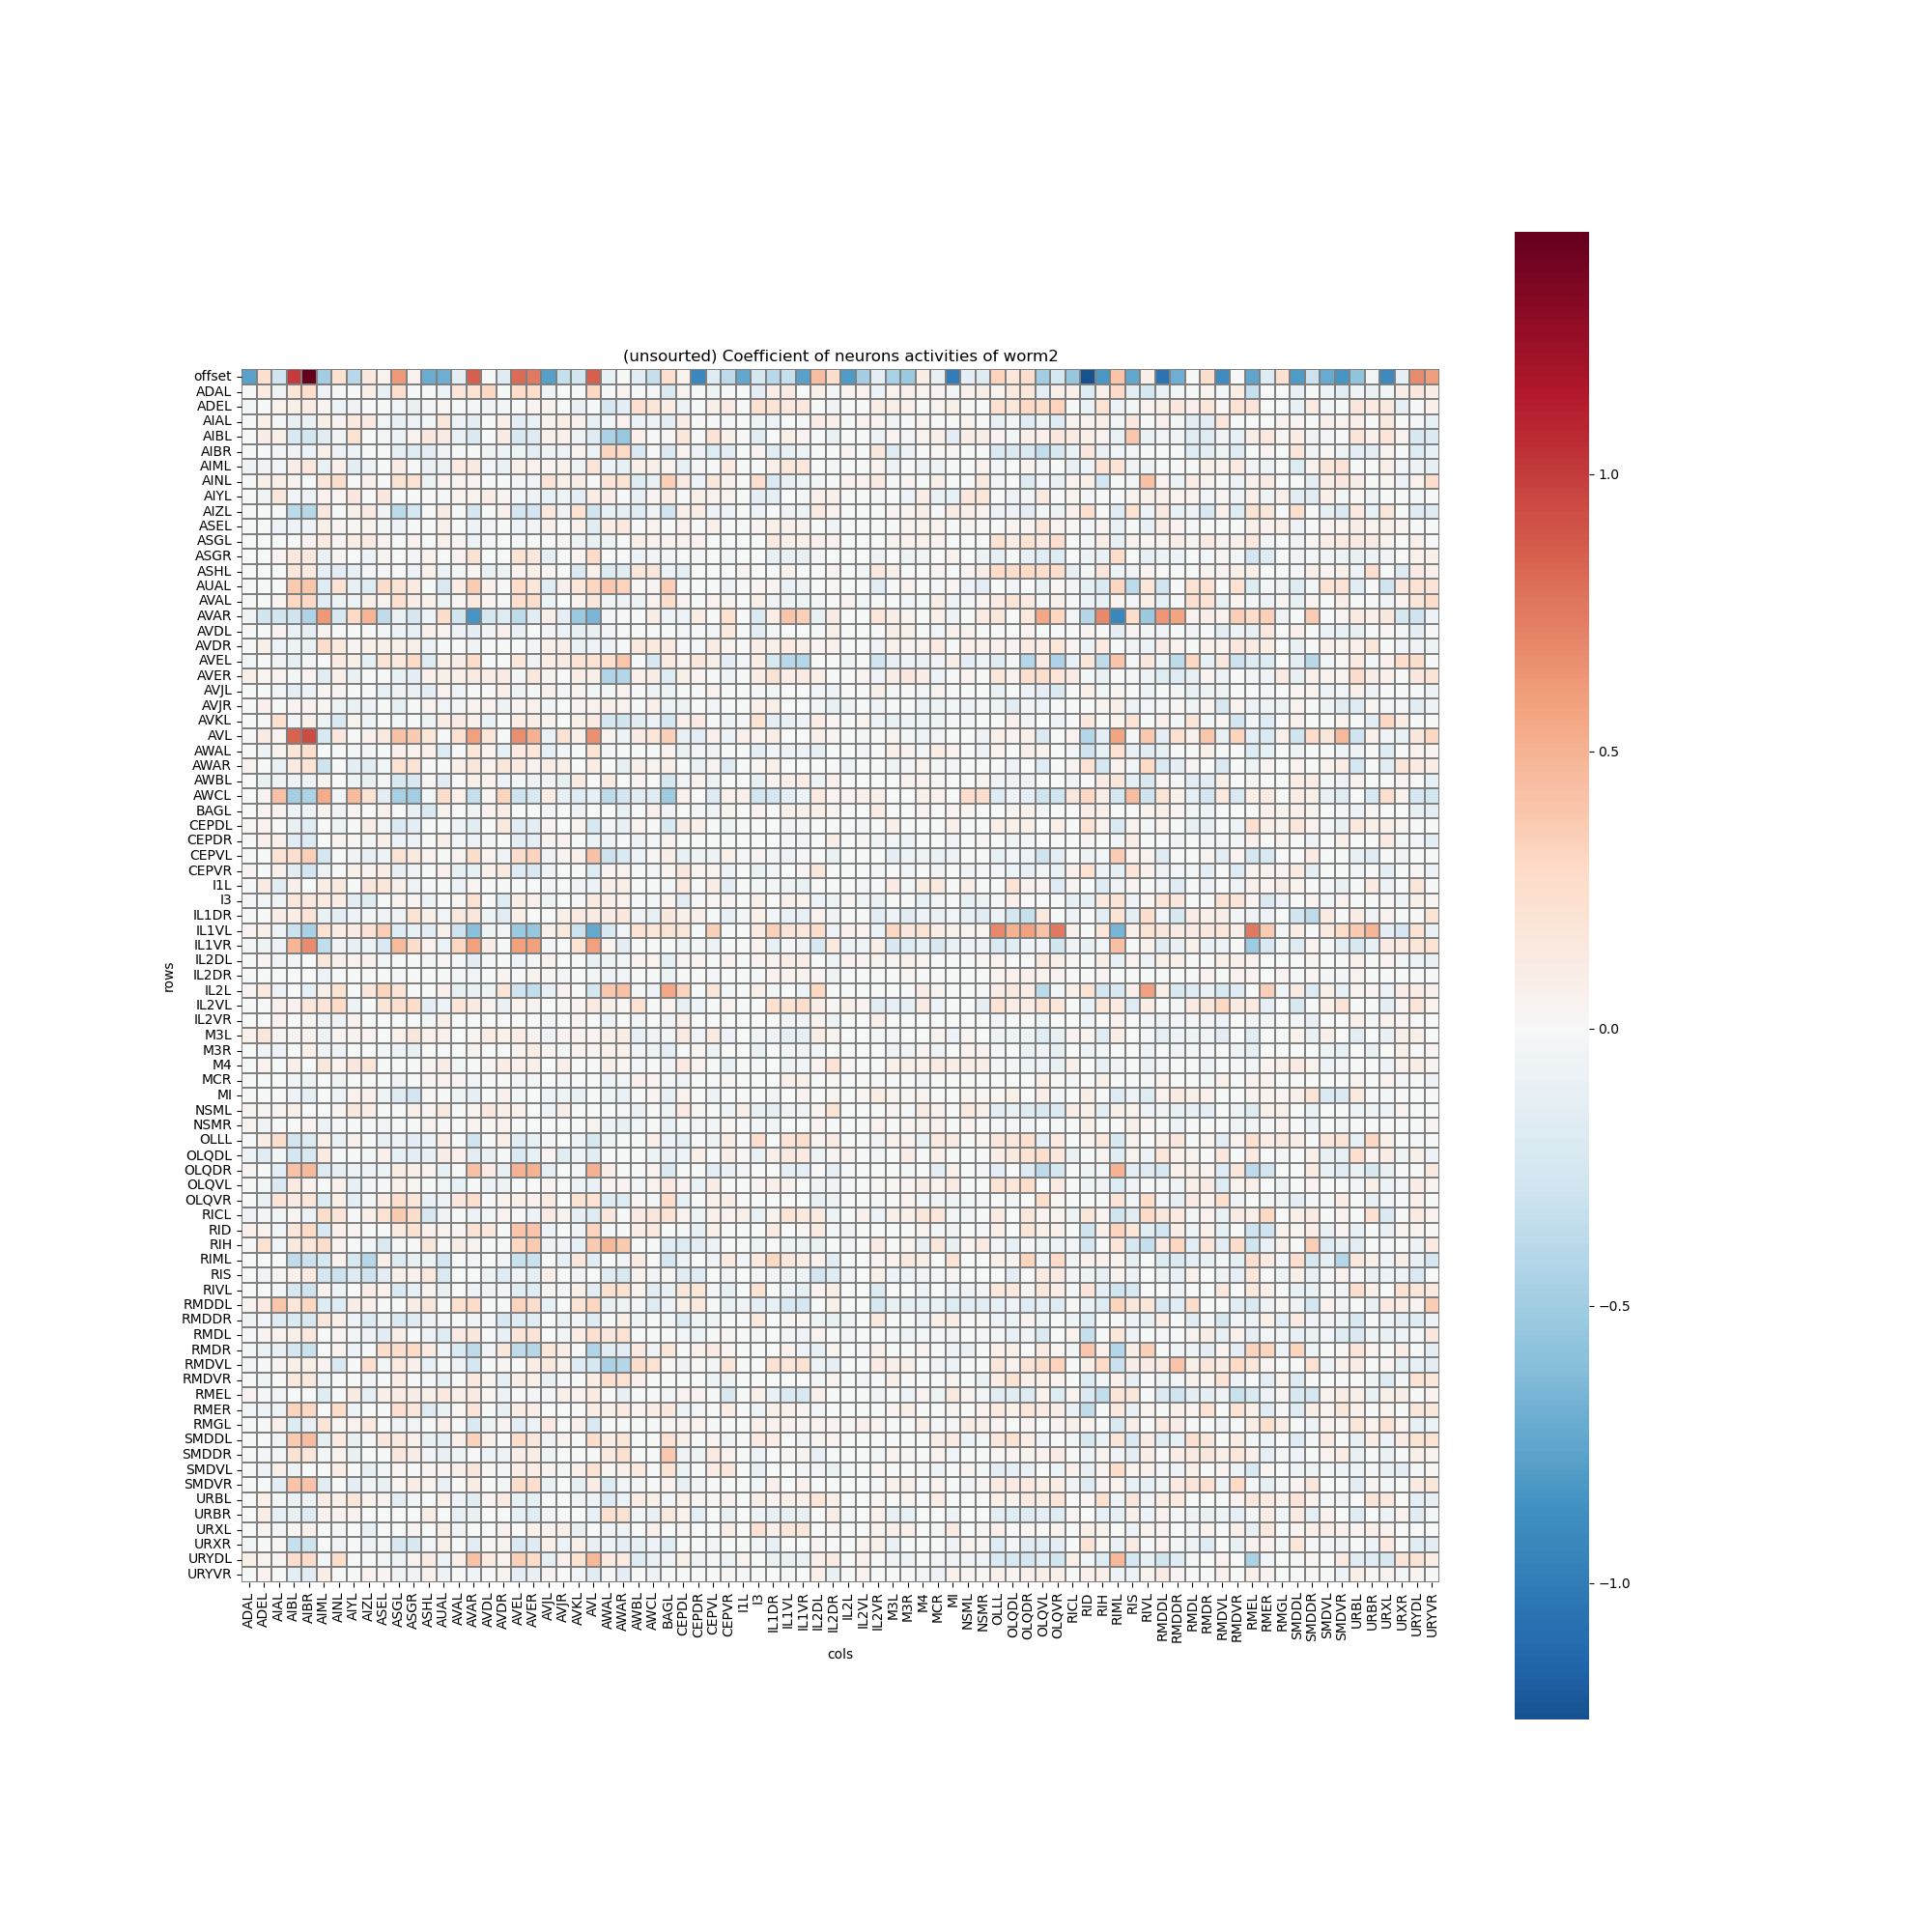 (unsourted) Coefficient of neurons activities of worm2
offset
ADAL
ADEL
AIAL
AIBL
AIBR
AIML
AINL
AIYL
AIZL
ASEL
ASGL
ASGR
ASHL
AUAL
AVAL
AVAR
AVDL
AVDR
AVEL
AVER
AVJL
AVJR
AVKL
AVL
AWAL
AWAR
AWBL
AWCL
BAGL
CEPDL
CEPDR
CEPVL
CEPVR
I1L
I3
IL1DR
IL1VL
IL1VR
IL2DL
IL2DR
IL2L
IL2VL
IL2VR
M3L
M3R
M4
MCR
MI
NSML
NSMR
OLLL
OLQDL
OLQDR
OLQVL
OLQVR
RICL
RID
RIH
RIML
RIS
RIVL
RMDDL
RMDDR
RMDL
RMDR
RMDVL
RMDVR
RMEL
RMER
RMGL
SMDDL
SMDDR
SMDVL
SMDVR
URBL
URBR
URXL
URXR
URYDL
URYVR
rows
ADAL
ADEL
AIAL
AIBL
AIBR
AIML
AINL
AIYL
AIZL
ASEL
ASGL
ASGR
ASHL
AUAL
AVAL
AVAR
AVDL
AVDR
AVEL
AVER
AVJL
AVJR
AVKL
AVL
AWAL
AWAR
AWBL
AWCL
BAGL
CEPDL
CEPDR
CEPVL
CEPVR
I1L
I3
IL1DR
IL1VL
IL1VR
IL2DL
IL2DR
IL2L
IL2VL
IL2VR
M3L
M3R
M4
MCR
MI
NSML
NSMR
OLLL
OLQDL
OLQDR
OLQVL
OLQVR
RICL
RID
RIH
RIML
RIS
RIVL
RMDDL
RMDDR
RMDL
RMDR
RMDVL
RMDVR
RMEL
RMER
RMGL
SMDDL
SMDDR
SMDVL
SMDVR
URBL
URBR
URXL
URXR
URYDL
URYVR
cols
1.0
0.5
0.0
−0.5
−1.0